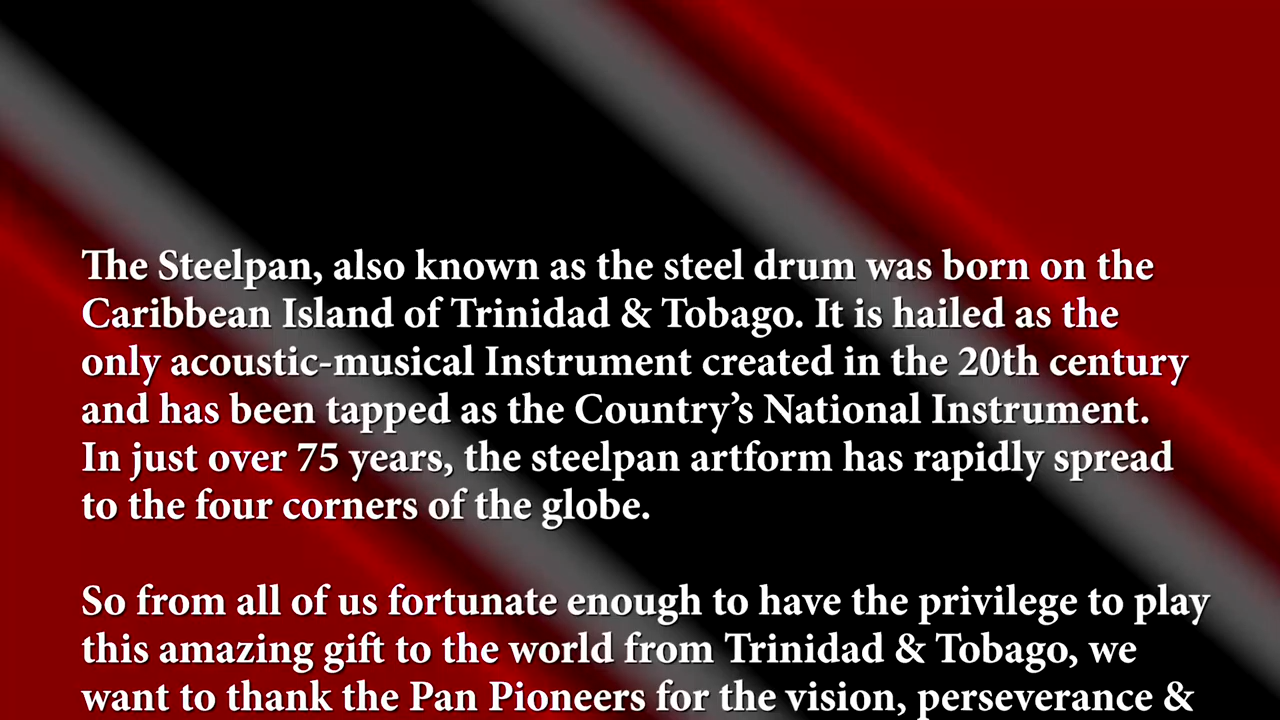 The Steelpan, also known as the steel drum was born on the
Caribbean Island of Trinidad & Tobago. It is hailed as the
only acoustic-musical Instrument created in the 20th century
and has been tapped as the Country’s National Instrument.
In just over 75 years, the steelpan artform has rapidly spread
to the four corners of the globe.
So from all of us fortunate enough to have the privilege to play
this amazing gift to the world from Trinidad & Tobago, we
want to thank the Pan Pioneers for the vision, perseverance &